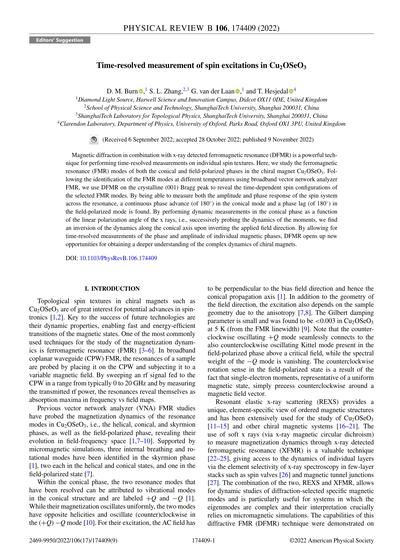 PHYSICAL REVIEW B 106, 174409 (2022)
Editors' Suggestion
Time-resolved measurement of spin excitations in Cu2OSeO3
D. M. Burn, 1 S. L. Zhang, 2,3 G. van der Laan, 1 and T. Hesjedal 4
1Diamond Light Source, Harwell Science and Innovation Campus, Didcot OX11 0DE, United Kingdom
2School of Physical Science and Technology, ShanghaiTech University, Shanghai 200031, China
3ShanghaiTech Laboratory for Topological Physics, ShanghaiTech University, Shanghai 200031, China
4Clarendon Laboratory, Department of Physics, University of Oxford, Parks Road, Oxford OX1 3PU, United Kingdom
(Received 6 September 2022; accepted 28 October 2022; published 9 November 2022)
Magnetic diffraction in combination with x-ray detected ferromagnetic resonance (DFMR) is a powerful tech-
nique for performing time-resolved measurements on individual spin textures. Here, we study the ferromagnetic
resonance (FMR) modes of both the conical and field-polarized phases in the chiral magnet Cu2OSeO3. Fol-
lowing the identification of the FMR modes at different temperatures using broadband vector network analyzer
FMR, we use DFMR on the crystalline (001) Bragg peak to reveal the time-dependent spin configurations of
the selected FMR modes. By being able to measure both the amplitude and phase response of the spin system
across the resonance, a continuous phase advance (of 180°) in the conical mode and a phase lag (of 180°) in
the field-polarized mode is found. By performing dynamic measurements in the conical phase as a function
of the linear polarization angle of the x rays, i.e., successively probing the dynamics of the moments, we find
an inversion of the dynamics along the conical axis upon inverting the applied field direction. By allowing
for time-resolved measurements of the phase and amplitude of individual magnetic phases, DFMR opens up new
opportunities for obtaining a deeper understanding of the complex dynamics of chiral magnets.
DOI: 10.1103/PhysRevB.106.174409
I. INTRODUCTION
Topological spin textures in chiral magnets such as
Cu2OSeO3 are of great interest for potential advances in spin-
tronics [1,2]. Key to the success of future technologies are
their dynamic properties, enabling fast and energy-efficient
transitions of the magnetic states. One of the most commonly
used techniques for the study of the magnetization dynam-
ics is ferromagnetic resonance (FMR) [3–6]. In broadband
coplanar waveguide (CPW) FMR, the resonances of a sample
are probed by placing it on the CPW and subjecting it to a
variable magnetic field. By sweeping an rf signal fed to the
CPW in a range from typically 0 to 20 GHz and by measuring
the transmitted rf power, the resonances reveal themselves as
absorption maxima in frequency vs field maps.
Previous vector network analyzer (VNA) FMR studies
have probed the magnetization dynamics of the resonance
modes in Cu2OSeO3, i.e., the helical, conical, and skyrmion
phases, as well as the field-polarized phase, revealing their
evolution in field-frequency space [1,7–10]. Supported by
micromagnetic simulations, three internal breathing and ro-
tational modes have been identified in the skyrmion phase
[1], two each in the helical and conical states, and one in the
field-polarized state [7].
Within the conical phase, the two resonance modes that
have been resolved can be attributed to vibrational modes
in the conical structure and are labeled +Q and −Q [1].
While their magnetization oscillates uniformly, the two modes
have opposite helicities and oscillate (counter)clockwise in
the (+Q) −Q mode [10]. For their excitation, the AC field has
to be perpendicular to the bias field direction and hence the
conical propagation axis [1]. In addition to the geometry of
the field direction, the excitation also depends on the sample
geometry due to the anisotropy [7,8]. The Gilbert damping
parameter is small and was found to be <0.003 in Cu2OSeO3
at 5 K (from the FMR linewidth) [9]. Note that the counter-
clockwise oscillating +Q mode seamlessly connects to the
also counterclockwise oscillating Kittel mode present in the
field-polarized phase above a critical field, while the spectral
weight of the −Q mode is vanishing. The counterclockwise
rotation sense in the field-polarized state is a result of the
fact that single-electron moments, representative of a uniform
magnetic state, simply precess counterclockwise around a
magnetic field vector.
Resonant elastic x-ray scattering (REXS) provides a
unique, element-specific view of ordered magnetic structures
and has been extensively used for the study of Cu2OSeO3
[11–15] and other chiral magnetic systems [16–21]. The
use of soft x rays (via x-ray magnetic circular dichroism)
to measure magnetization dynamics through x-ray detected
ferromagnetic resonance (XFMR) is a valuable technique
[22–25], giving access to the dynamics of individual layers
via the element selectivity of x-ray spectroscopy in few-layer
stacks such as spin valves [26] and magnetic tunnel junctions
[27]. The combination of the two, REXS and XFMR, allows
for dynamic studies of diffraction-selected specific magnetic
modes and is particularly useful for systems in which the
eigenmodes are complex and their interpretation crucially
relies on micromagnetic simulations. The capabilities of this
diffractive FMR (DFMR) technique were demonstrated on
2469-9950/2022/106(17)/174409(9)
174409-1
©2022 American Physical Society